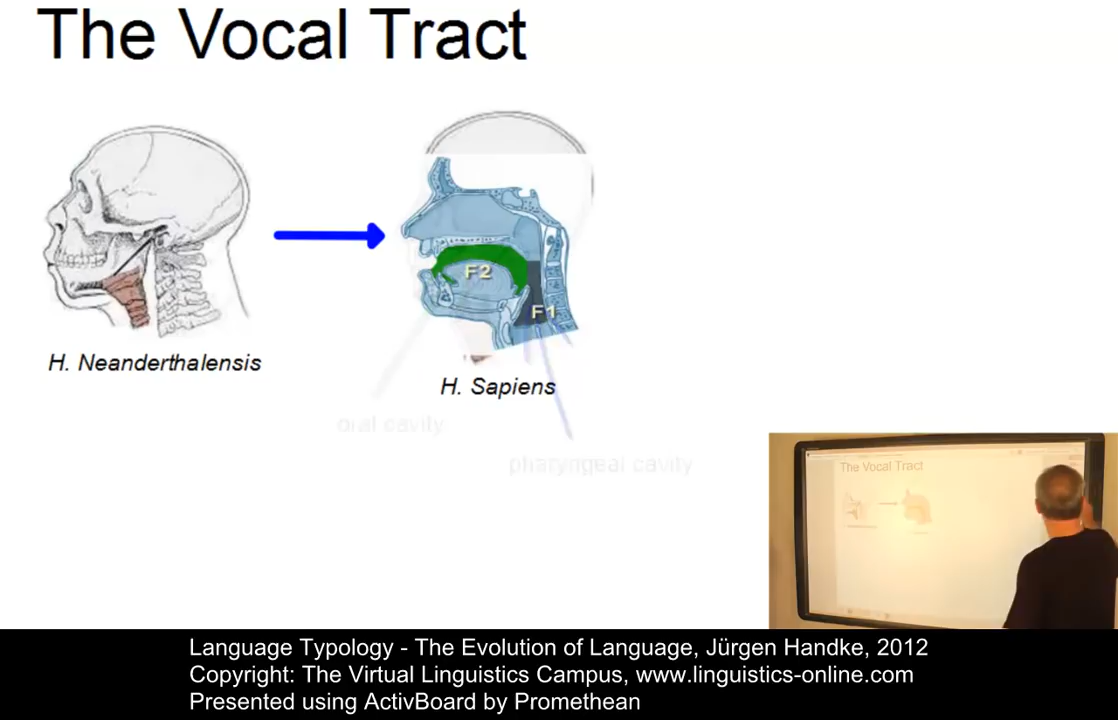 The Vocal Tract
F2
F1
H. Neanderthalensis
H. Sapiens
oral cavity
pharyngeal cavity
The Vocal Tract
Language Typology - The Evolution of Language, Jürgen Handke, 2012
Copyright: The Virtual Linguistics Campus, www.linguistics-online.com
Presented using ActivBoard by Promethean